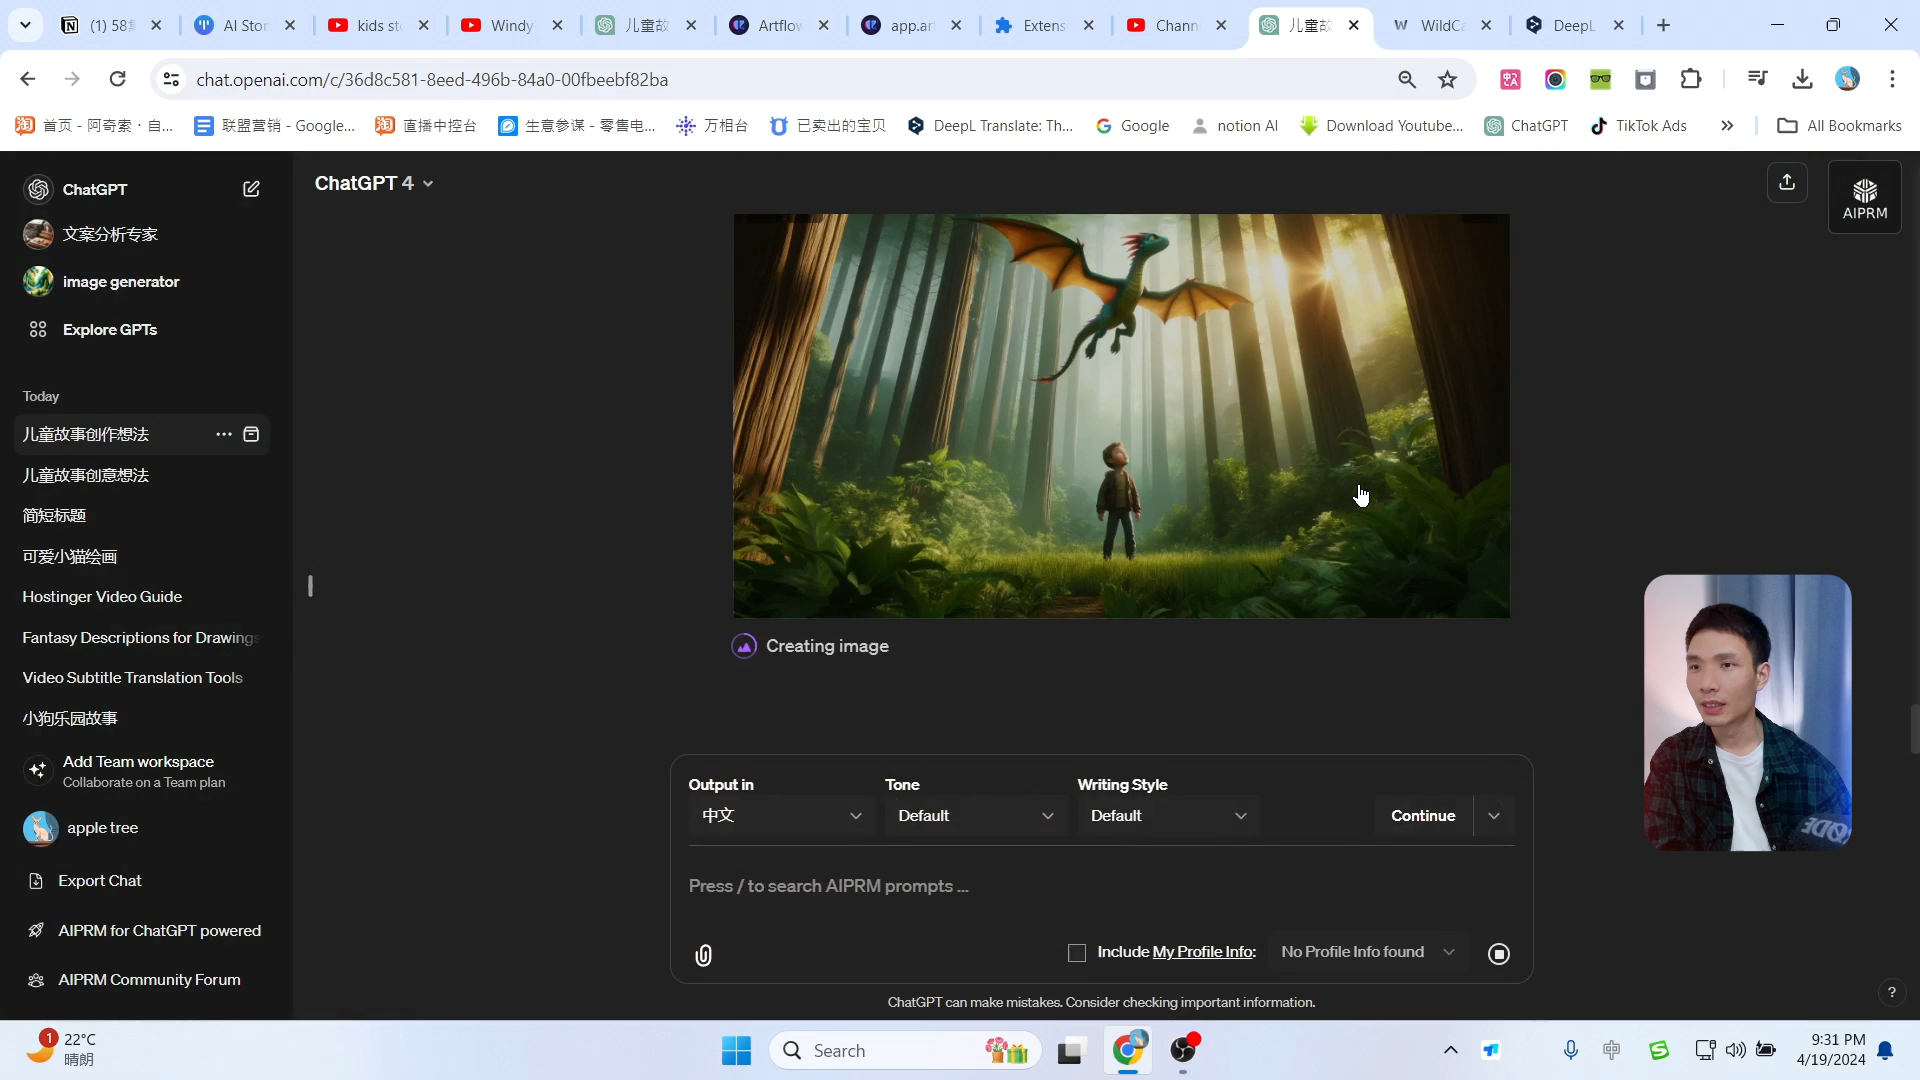 (1) 58集
AI Stor
kids st
Windy
儿童故
Artflow
app.ar
Extens
Chann
儿童故
WildCa
DeepL
chat.openai.com/c/36d8c581-8eed-496b-84a0-00fbeebf82ba
首页 - 阿奇索 · 自...
联盟营销 - Google...
直播中控台
生意参谋 - 零售电...
万相台
已卖出的宝贝
DeepL Translate: Th...
Google
notion AI
Download Youtube...
ChatGPT
TikTok Ads
All Bookmarks
ChatGPT
文案分析专家
image generator
Explore GPTs
Today
儿童故事创作想法
儿童故事创意想法
简短标题
可爱小猫绘画
Hostinger Video Guide
Fantasy Descriptions for Drawings
Video Subtitle Translation Tools
小狗乐园故事
Add Team workspace
Collaborate on a Team plan
apple tree
Export Chat
AIPRM for ChatGPT powered
AIPRM Community Forum
ChatGPT 4
AIPRM
Creating image
Output in
中文
Tone
Default
Writing Style
Default
Continue
Press / to search AIPRM prompts ...
Include My Profile Info:
No Profile Info found
ChatGPT can make mistakes. Consider checking important information.
?
1
22°C
晴朗
Search
中
9:31 PM
4/19/2024